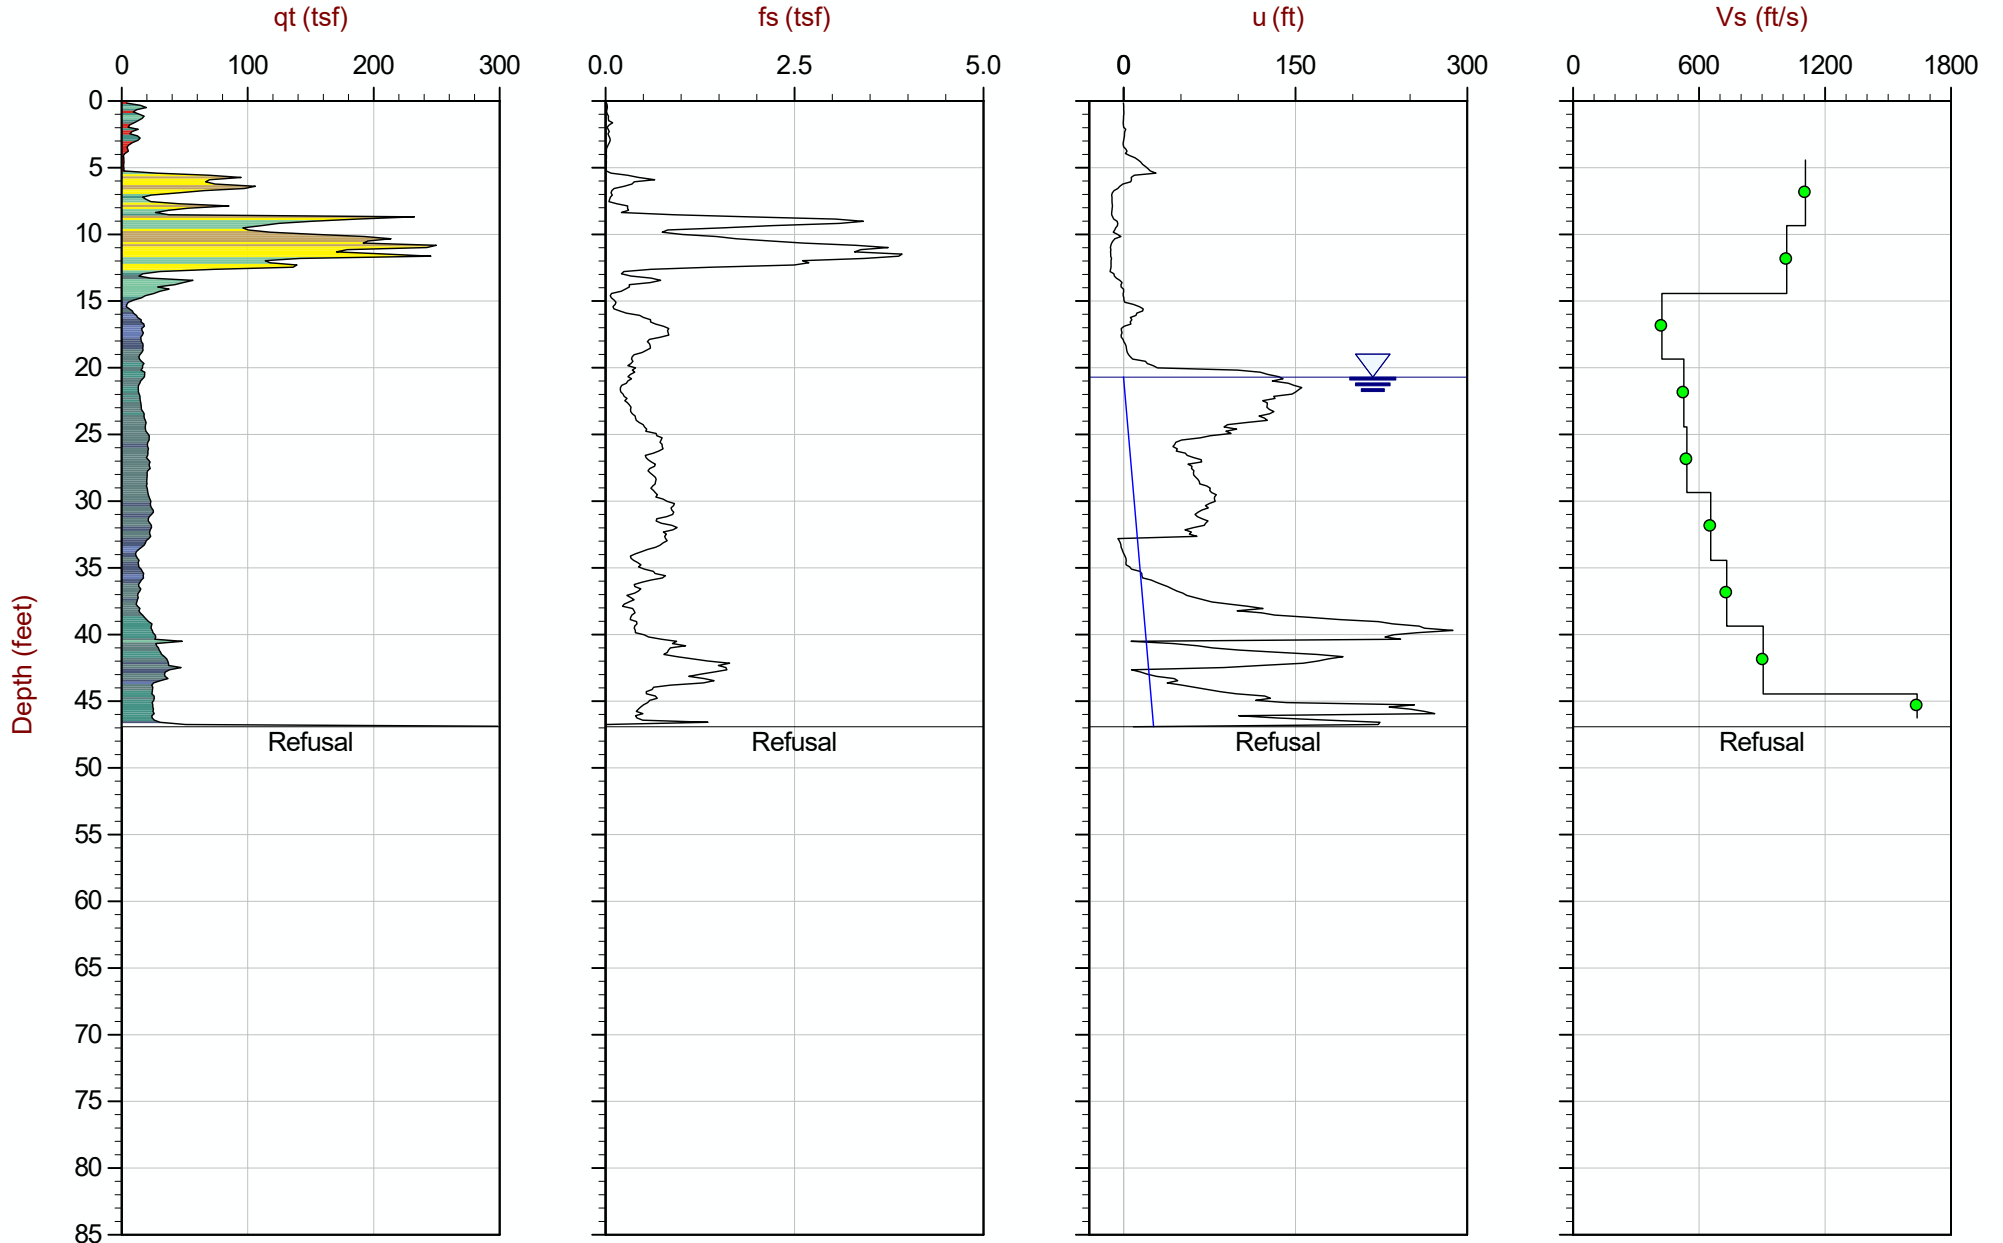 qt (tsf)
fs (tsf)
u (ft)
Vs (ft/s)
0 100 200 300
0.0 2.5 5.0
0 150 300
0 600 1200 1800
Depth (feet)
0
5
10
15
20
25
30
35
40
45
50
55
60
65
70
75
80
85
Refusal
Refusal
Refusal
Refusal